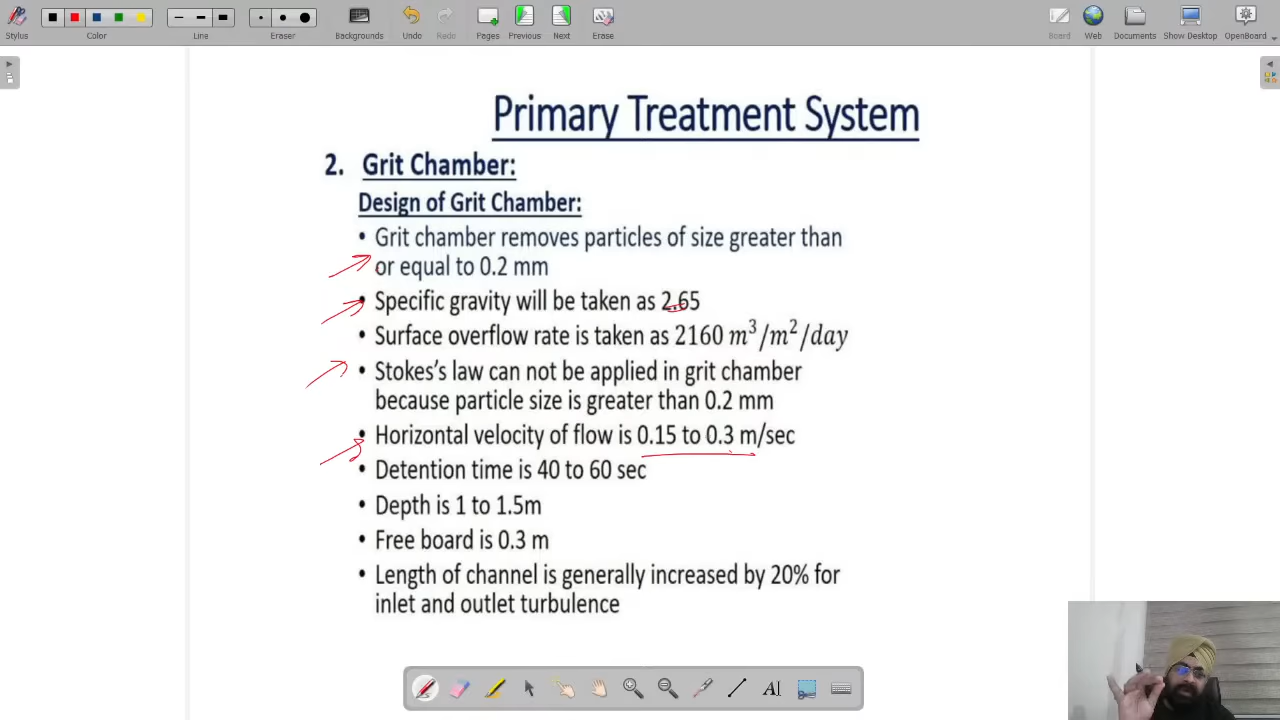 Stylus
Color
Line
Eraser
Backgrounds
Undo
Redo
Pages
Previous
Next
Erase
Board
Web
Documents
Show Desktop
OpenBoard
Primary Treatment System
2. Grit Chamber:
Design of Grit Chamber:
• Grit chamber removes particles of size greater than
or equal to 0.2 mm
• Specific gravity will be taken as 2.65
• Surface overflow rate is taken as 2160 m³/m²/day
• Stokes's law can not be applied in grit chamber
because particle size is greater than 0.2 mm
• Horizontal velocity of flow is 0.15 to 0.3 m/sec
• Detention time is 40 to 60 sec
• Depth is 1 to 1.5m
• Free board is 0.3 m
• Length of channel is generally increased by 20% for
inlet and outlet turbulence